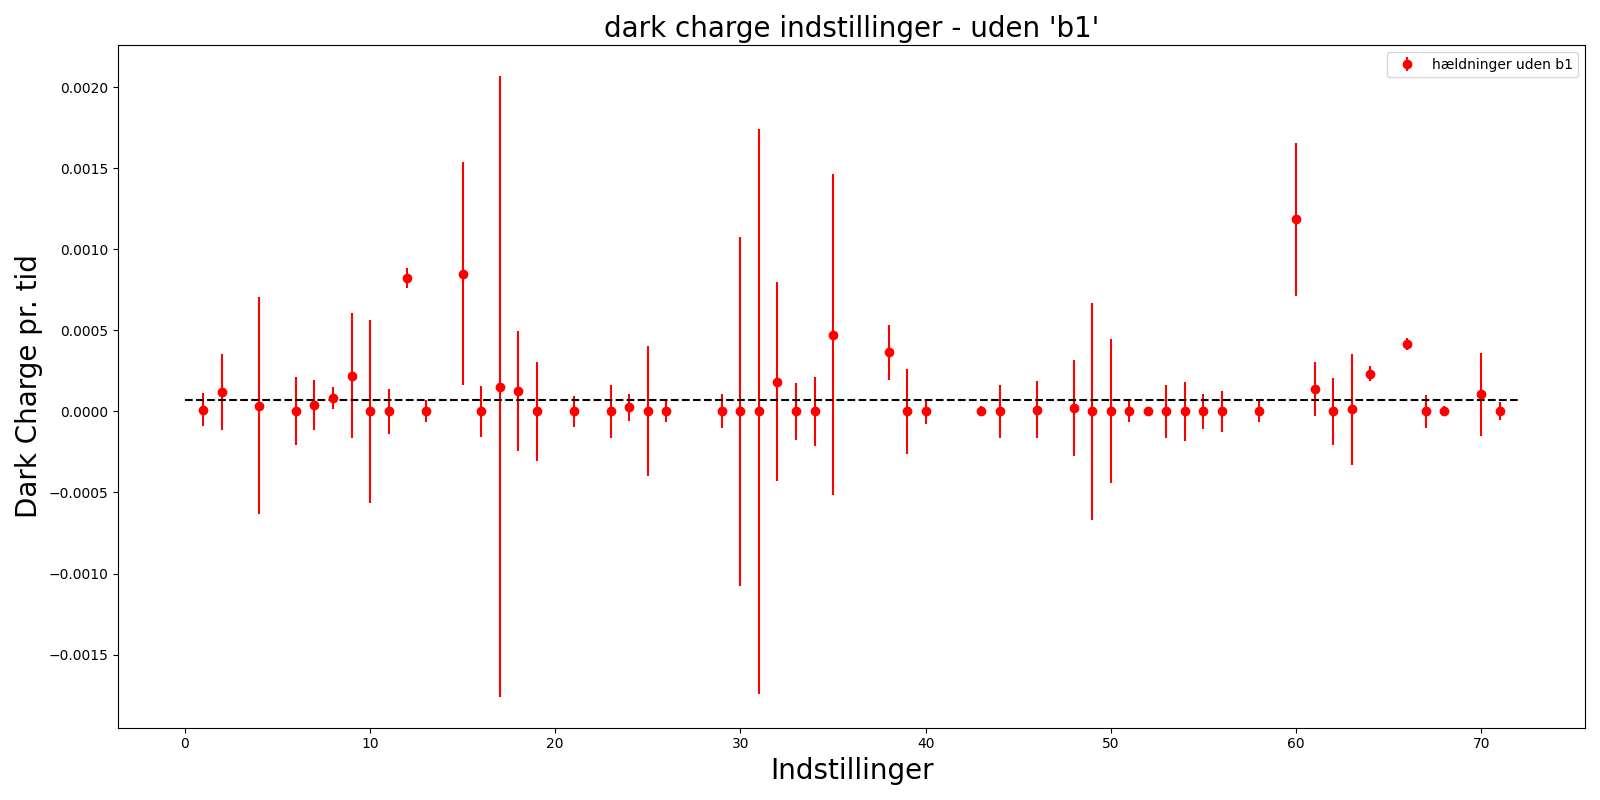 dark charge indstillinger - uden 'b1'
hældninger uden b1
Dark Charge pr. tid
0.0020
0.0015
0.0010
0.0005
0.0000
−0.0005
−0.0010
−0.0015
0 10 20 30 40 50 60 70
Indstillinger